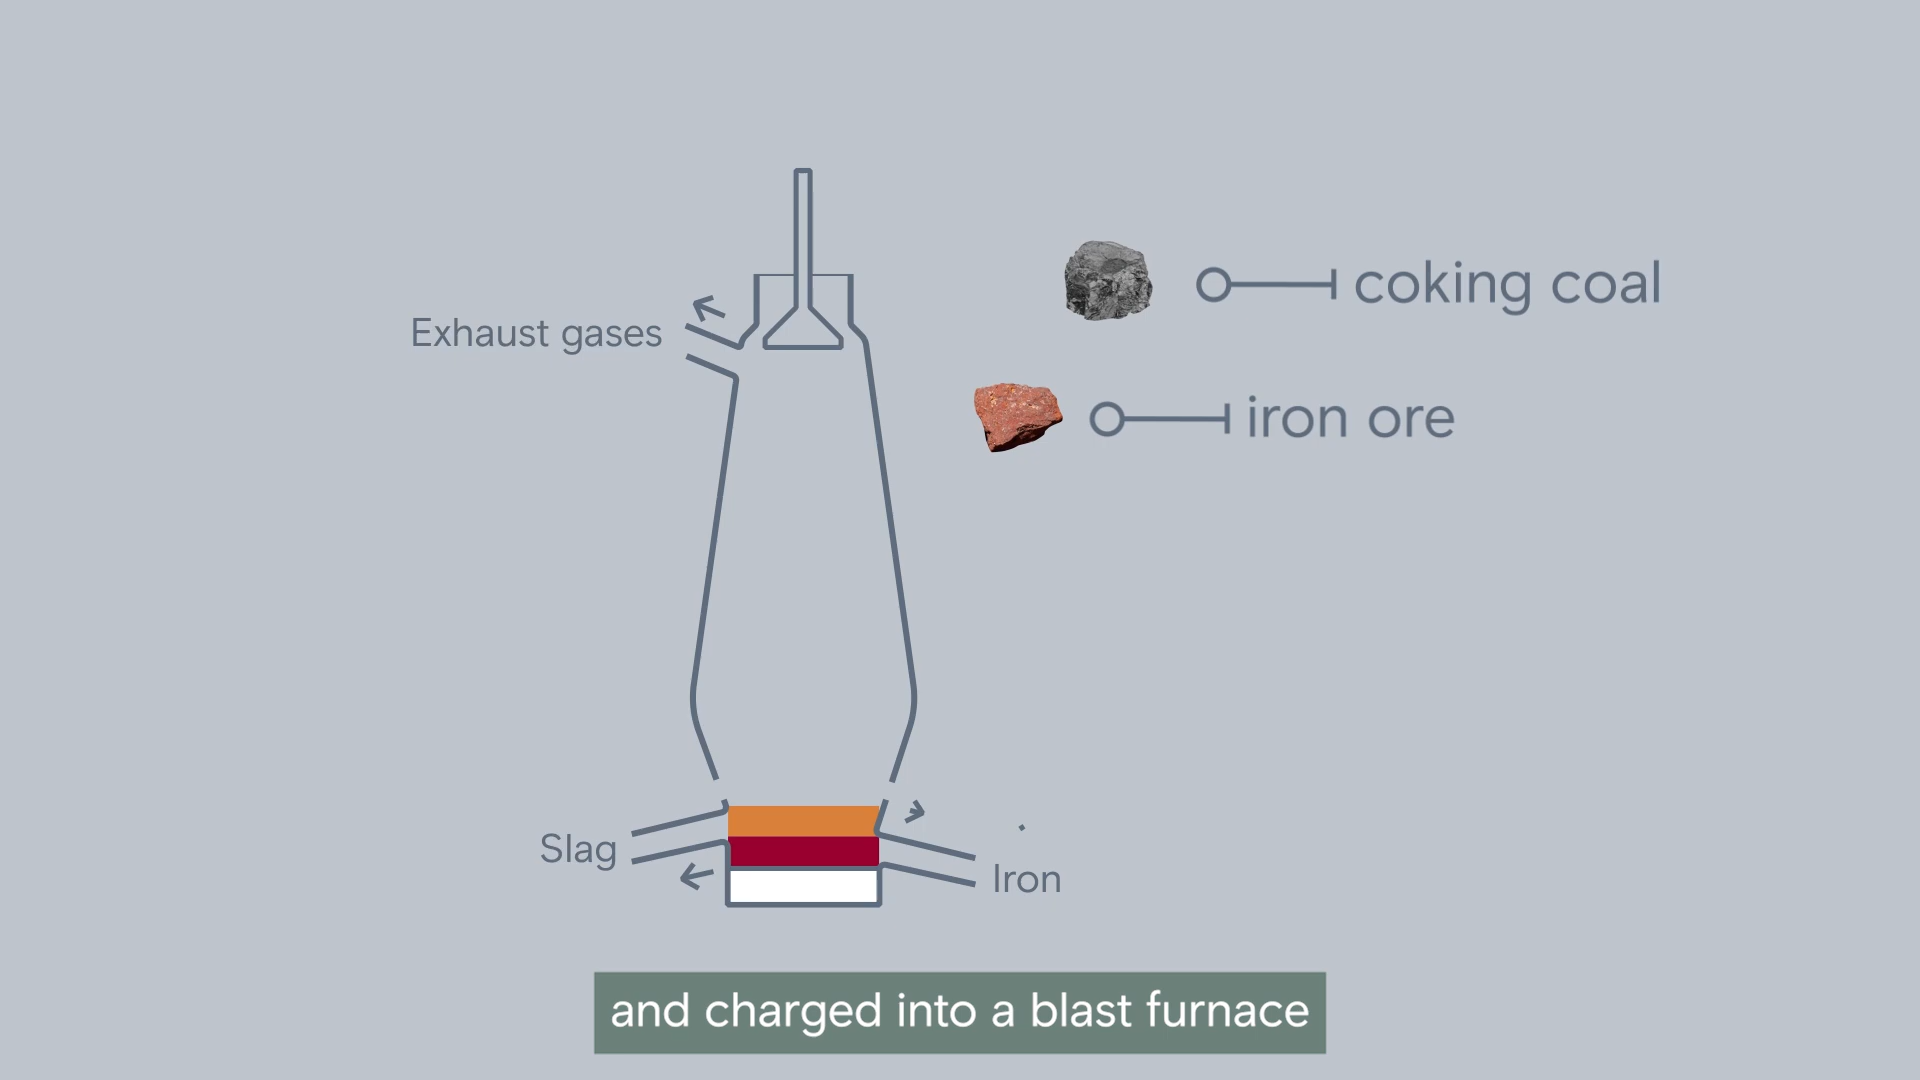 coking coal
Exhaust gases
iron ore
Slag
Iron
and charged into a blast furnace